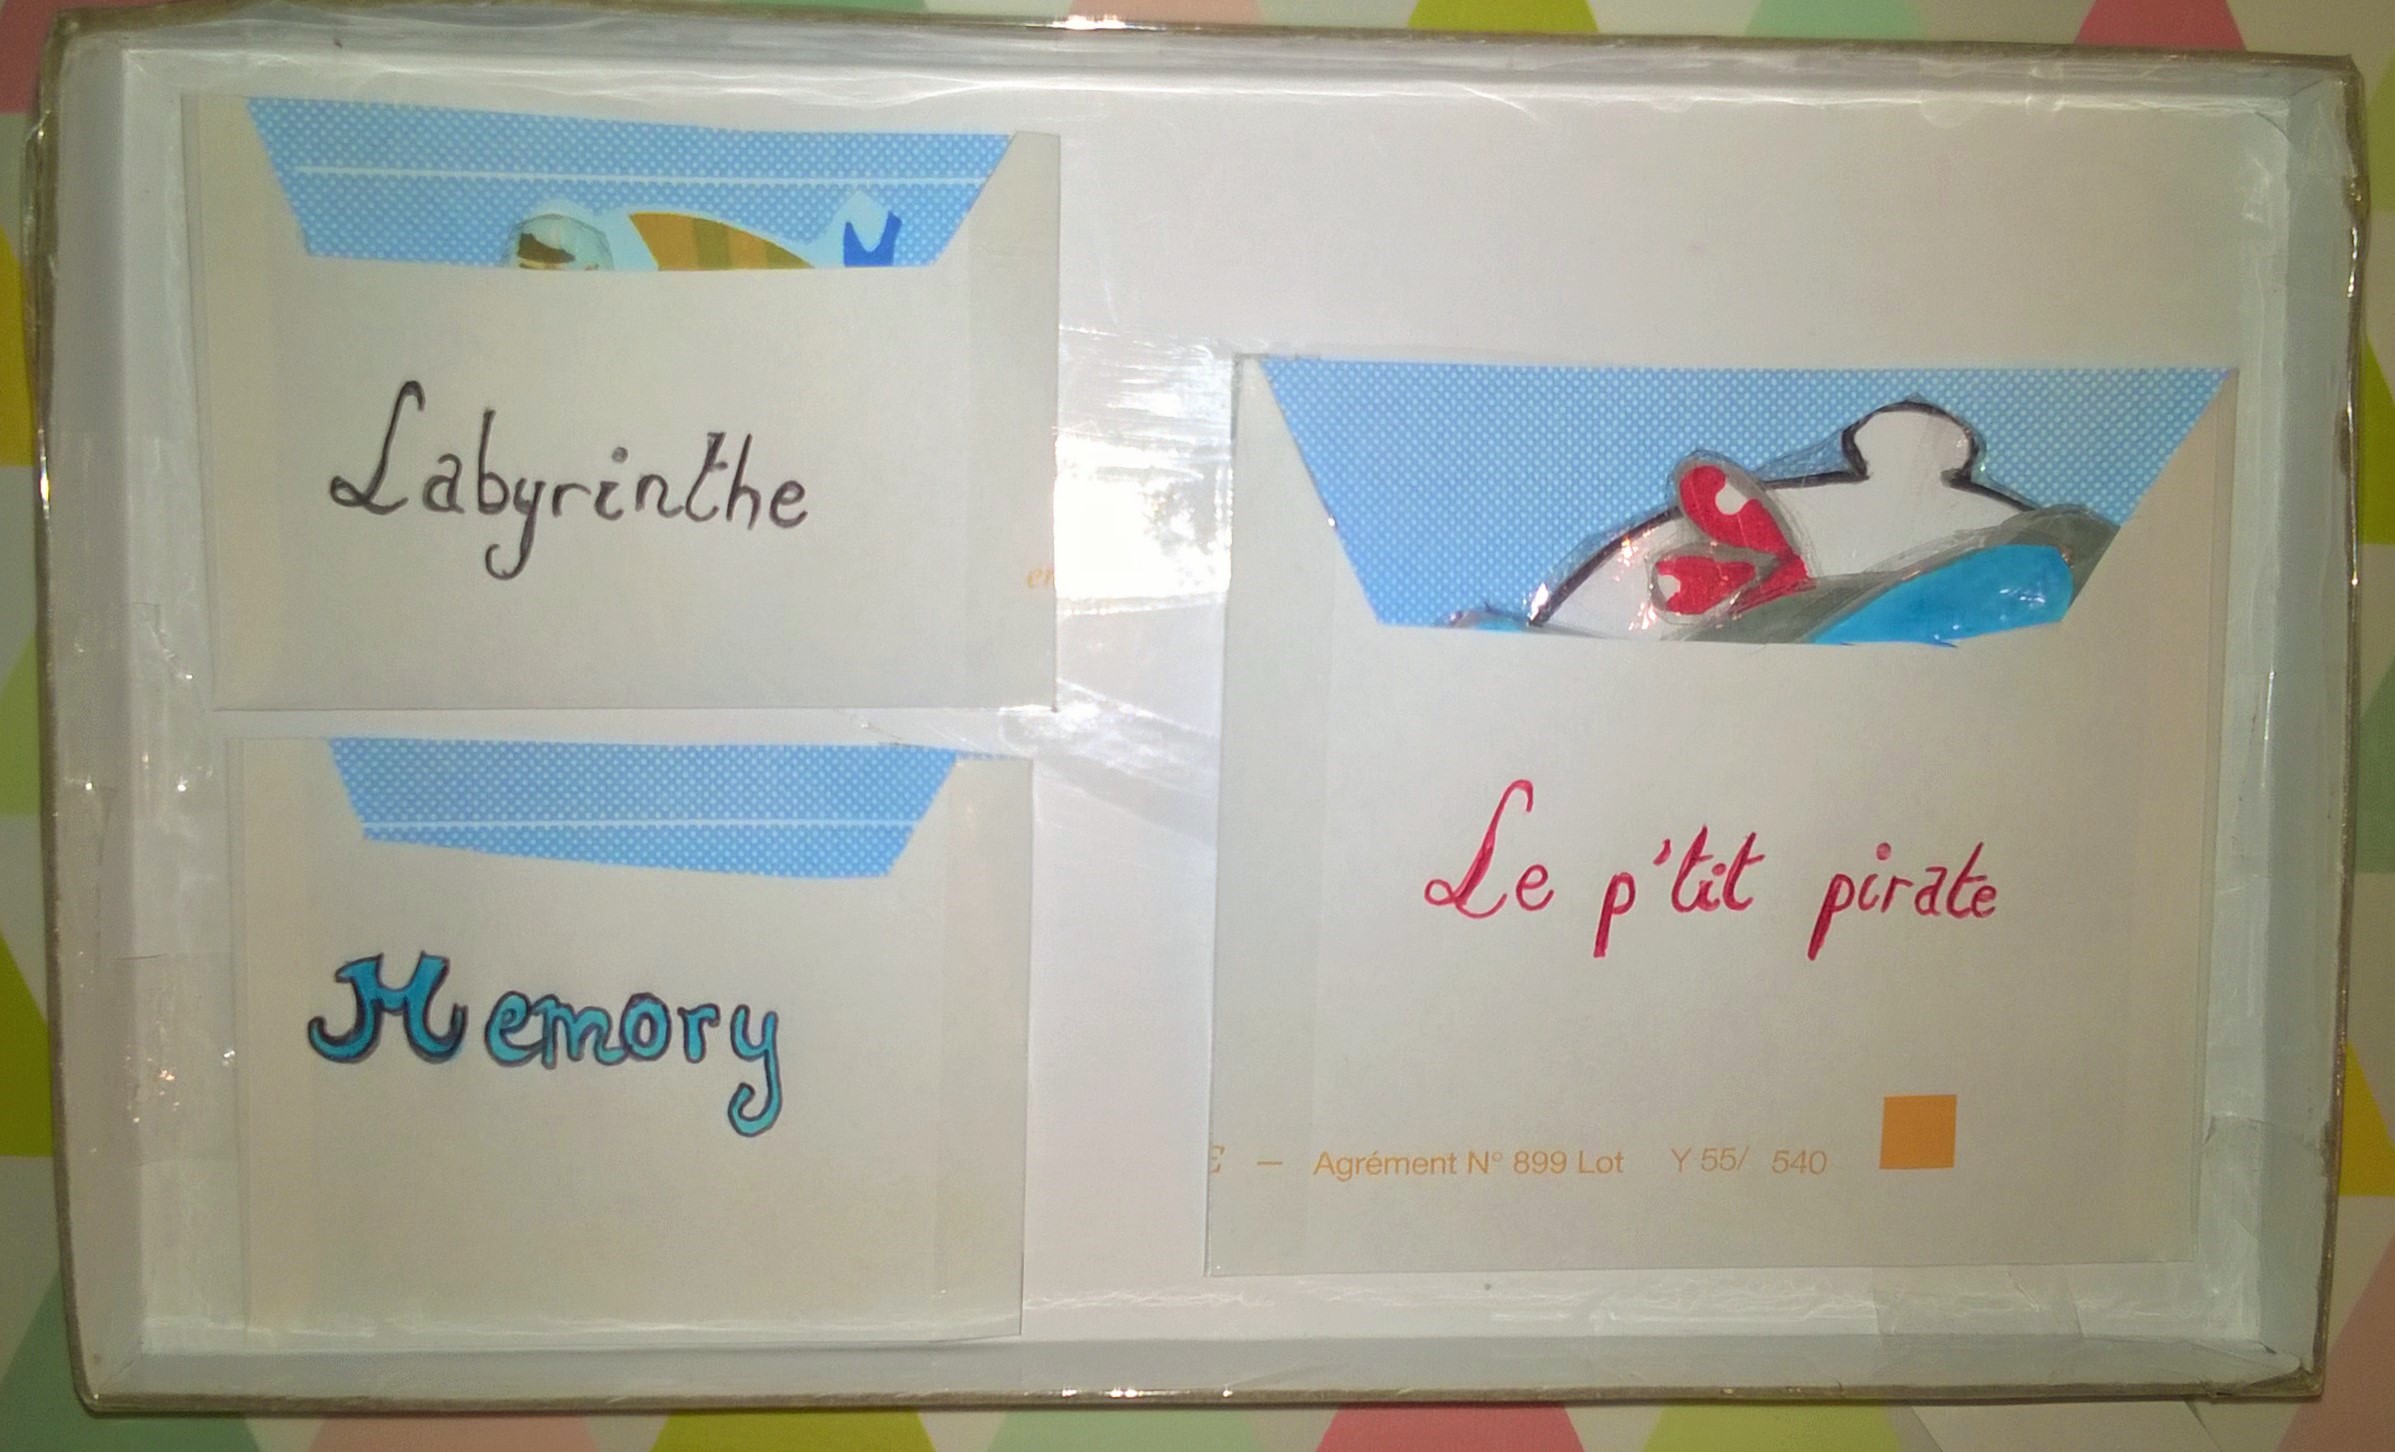 Labyrinthe
Memory
Le p'tit pirate
E — Agrément N° 899 Lot Y 55/ 540